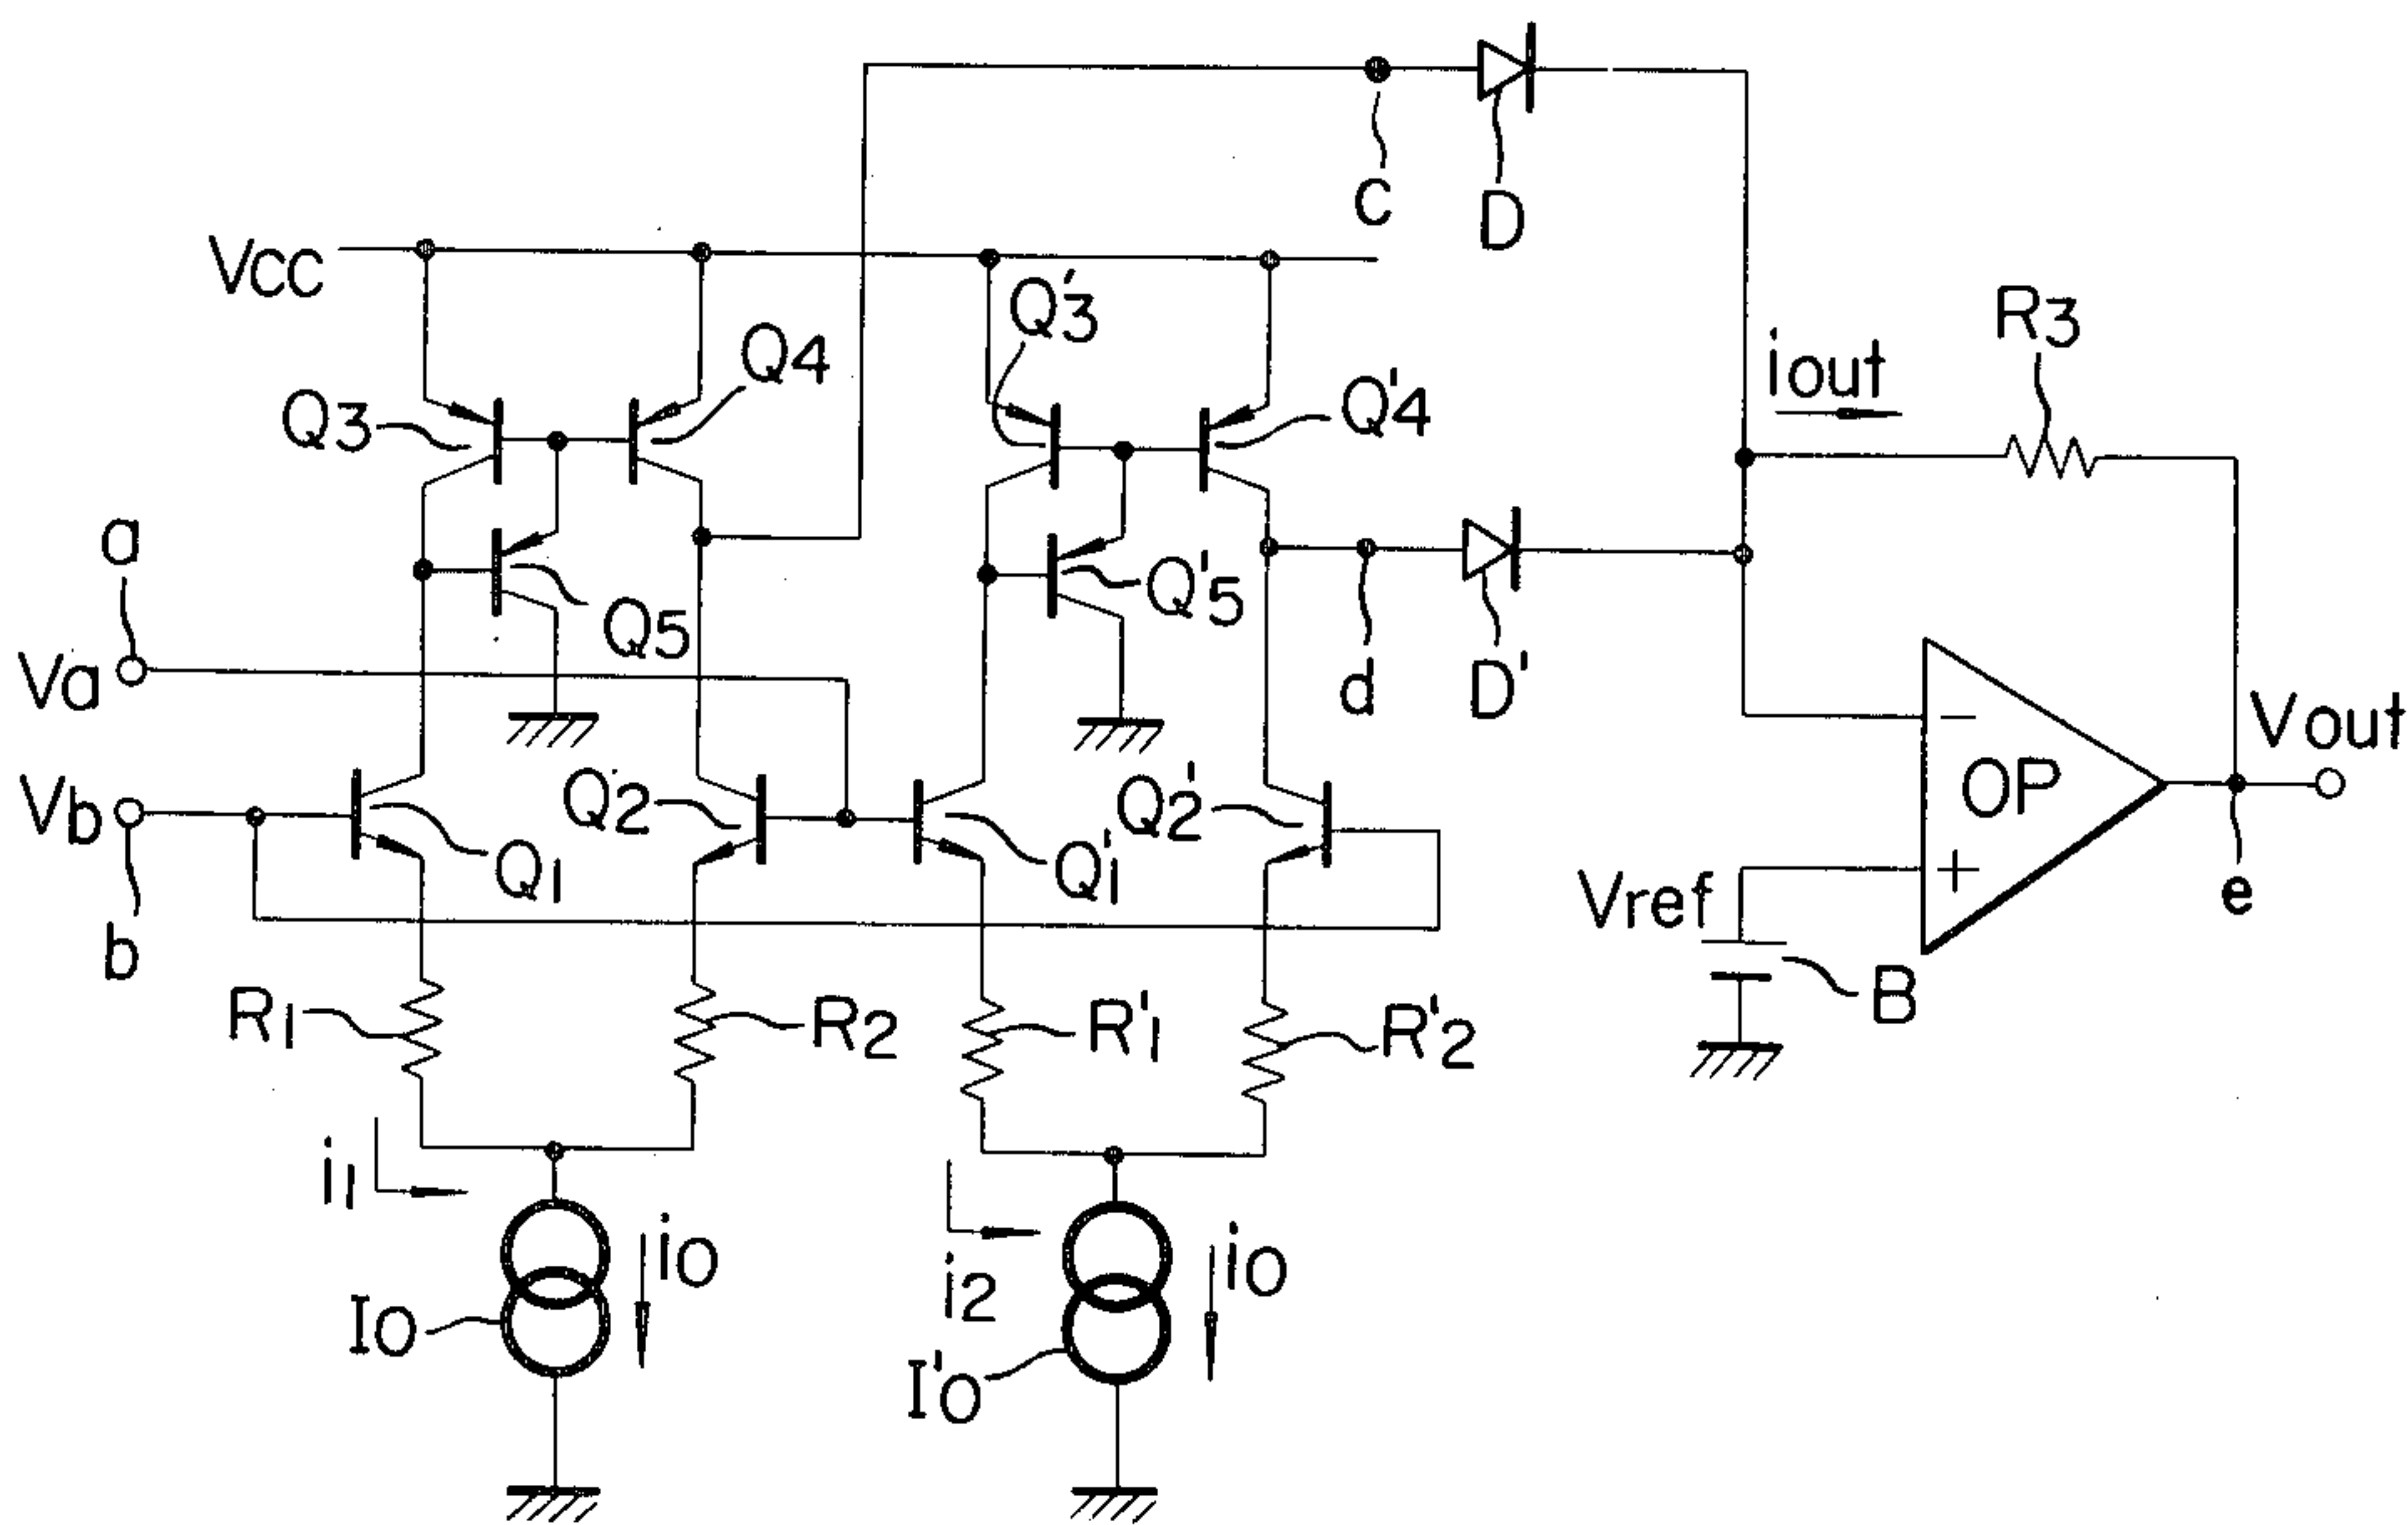 C
D
Vcc
Q'3
R3
iout
Q4
Q3
Q'4
a
Q5
Q'5
d
D'
Va
Vout
Vb
Q2
Q'2
OP
Q1
Q'1
Vref
e
b
B
R1
R2
R'1
R'2
i1
io
io
i2
Io
I'o
−
+